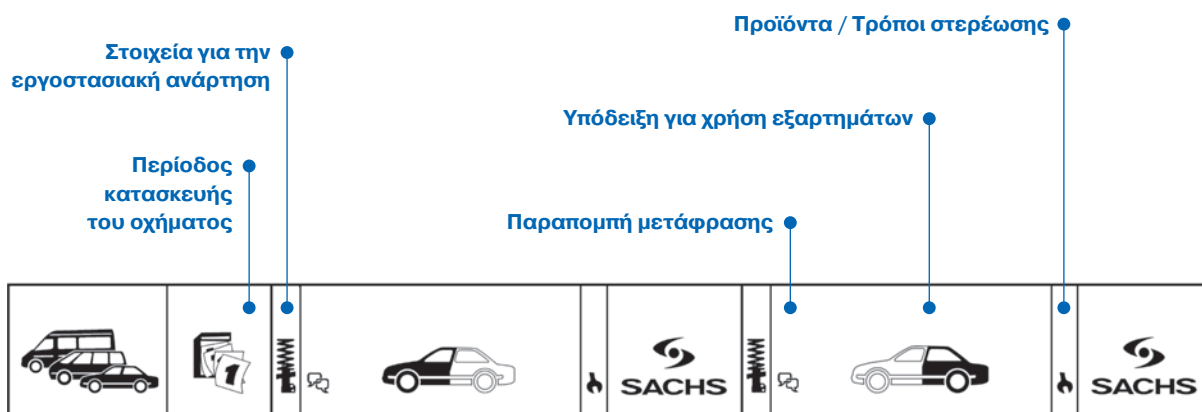 Προϊόντα / Τρόποι στερέωσης
Στοιχεία για την
εργοστασιακή ανάρτηση
Υπόδειξη για χρήση εξαρτημάτων
Περίοδος
κατασκευής
του οχήματος
Παραπομπή μετάφρασης
1
SACHS
SACHS